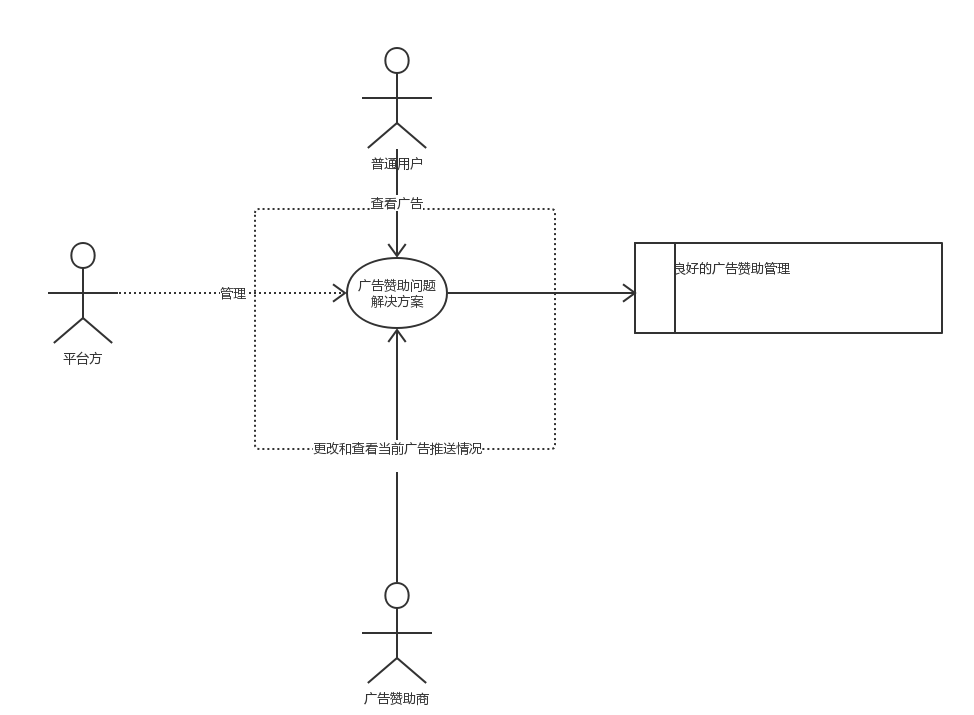 普通用户
查看广告
管理
广告赞助问题
解决方案
良好的广告赞助管理
平台方
更改和查看当前广告推送情况
广告赞助商